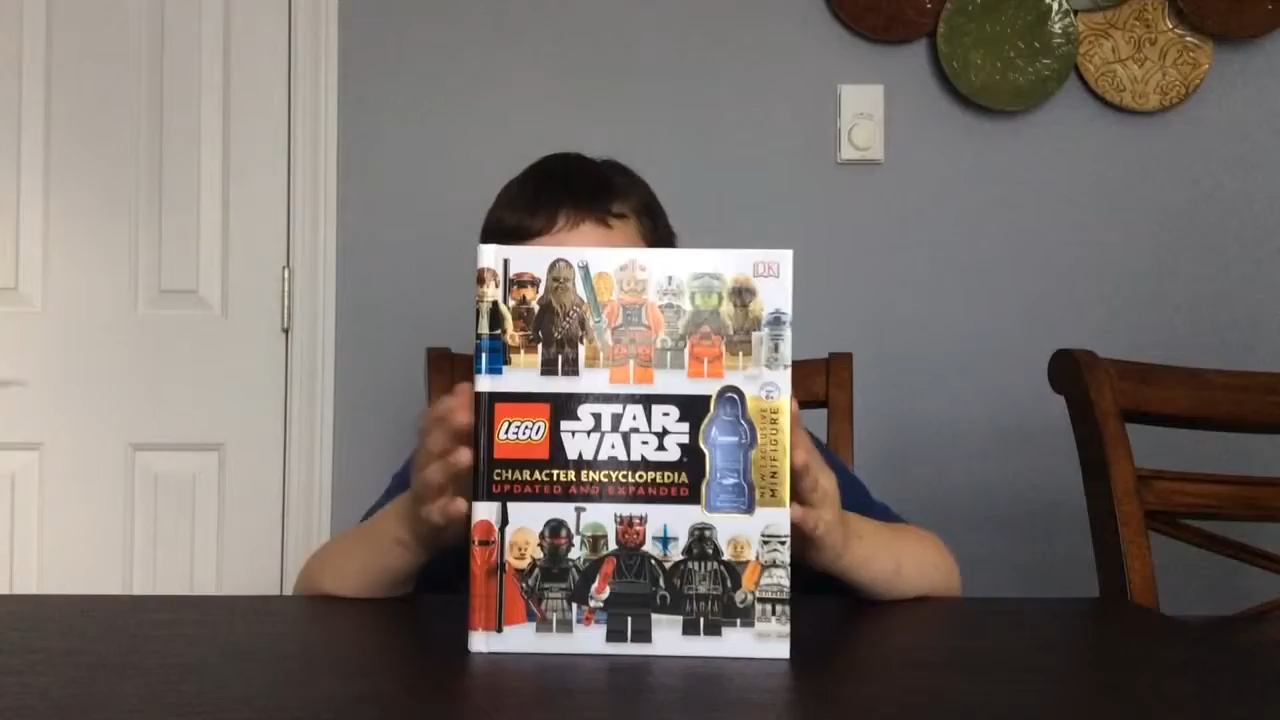 DK
LEGO
STAR
WARS
CHARACTER ENCYCLOPEDIA
UPDATED AND EXPANDED
NEW EXCLUSIVE
MINIFIGURE